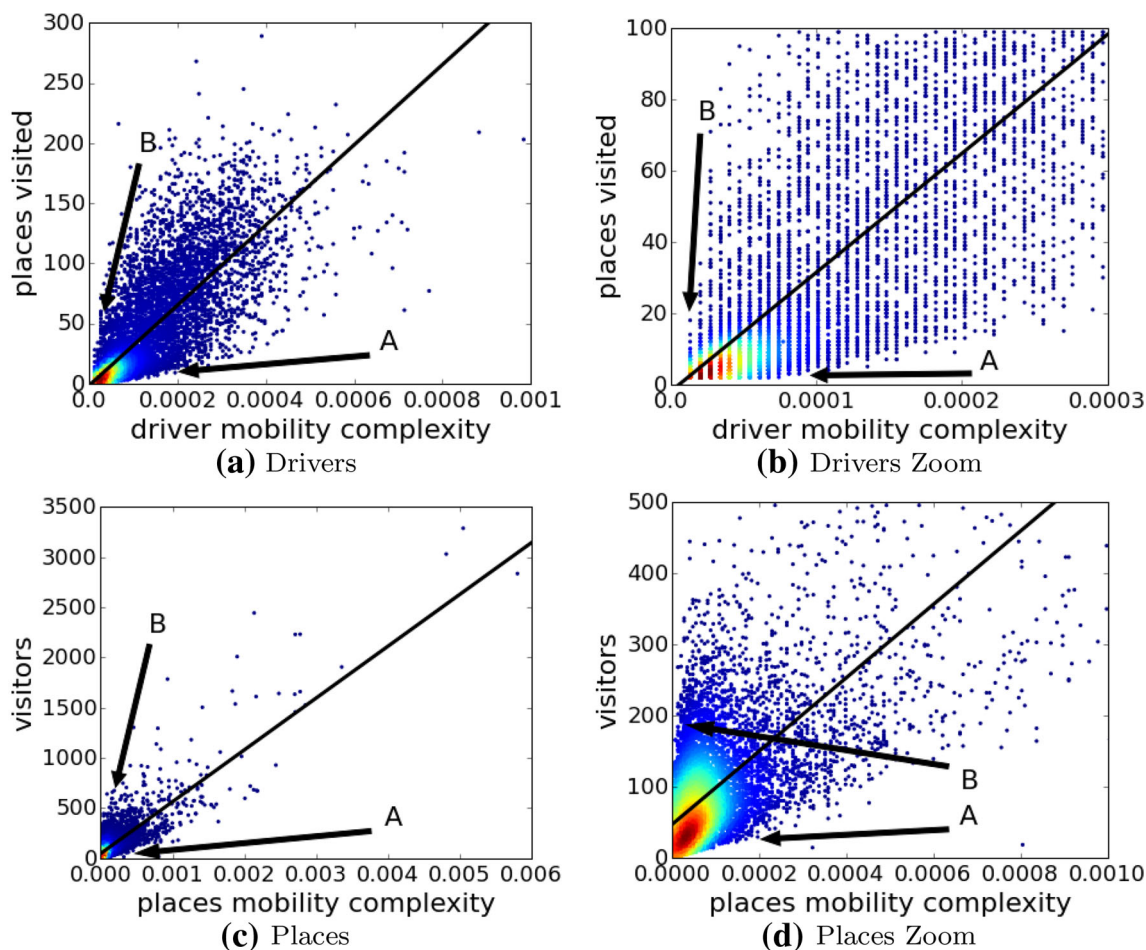 300
250
200
150
100
50
0
places visited
B
A
0.0 0.0002 0.0004 0.0006 0.0008 0.001
driver mobility complexity
(a) Drivers
100
80
60
40
20
0
places visited
B
A
0.0 0.0001 0.0002 0.0003
driver mobility complexity
(b) Drivers Zoom
3500
3000
2500
2000
1500
1000
500
0
visitors
B
A
0.000 0.001 0.002 0.003 0.004 0.005 0.006
places mobility complexity
(c) Places
500
400
300
200
100
0
visitors
B
A
0.0000 0.0002 0.0004 0.0006 0.0008 0.0010
places mobility complexity
(d) Places Zoom